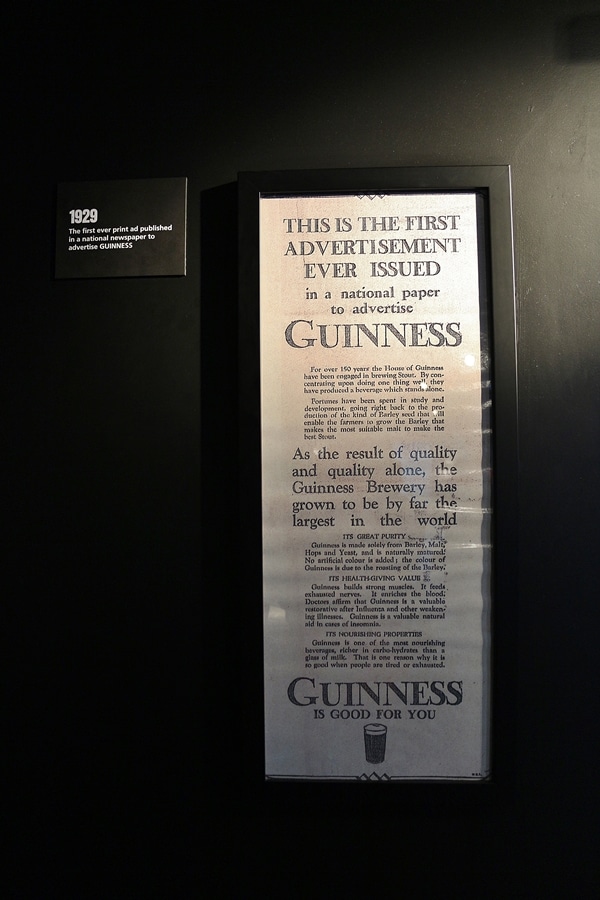 1929
The first ever print ad published
in a national newspaper to
advertise GUINNESS
THIS IS THE FIRST
ADVERTISEMENT
EVER ISSUED
in a national paper
to advertise
GUINNESS
For over 150 years the House of Guinness
have been engaged in brewing Stout. By con-
centrating upon doing one thing well, they
have produced a beverage which stands alone.
Fortunes have been spent in study and
development, going right back to the pro-
duction of the kind of Barley seed that will
enable the farmers to grow the Barley that
makes the most suitable malt to make the
best Stout.
As the result of quality
and quality alone, the
Guinness Brewery has
grown to be by far the
largest in the world
ITS GREAT PURITY
Guinness is made solely from Barley, Malt,
Hops and Yeast, and is naturally matured.
No artificial colour is added; the colour of
Guinness is due to the roasting of the Barley.
ITS HEALTH-GIVING VALUE
Guinness builds strong muscles. It feeds
exhausted nerves. It enriches the blood.
Doctors affirm that Guinness is a valuable
restorative after Influenza and other weaken-
ing illnesses. Guinness is a valuable natural
aid in cases of insomnia.
ITS NOURISHING PROPERTIES
Guinness is one of the most nourishing
beverages, richer in carbo-hydrates than a
glass of milk. That is one reason why it is
so good when people are tired or exhausted.
GUINNESS
IS GOOD FOR YOU